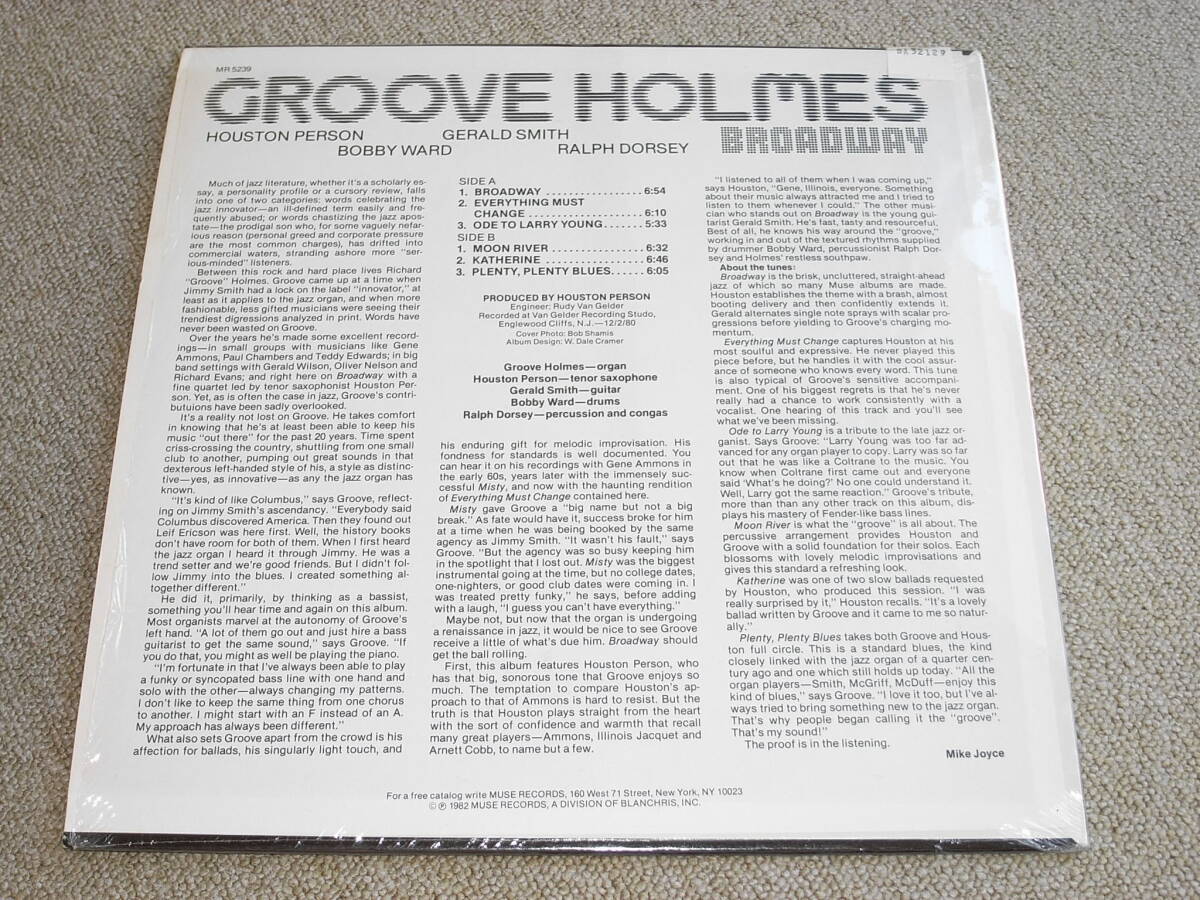 MR 5239
GROOVE HOLMES
HOUSTON PERSON GERALD SMITH
BOBBY WARD RALPH DORSEY
BROADWAY
Much of jazz literature, whether it's a scholarly es-
say, a personality profile or a cursory review, falls
into one of two categories; words celebrating the
jazz innovator—an ill-defined term easily and fre-
quently abused; or words chastizing the jazz apos-
tate—the prodigal son who, for some vaguely nefar-
ious reason (personal greed and corporate pressure
are the most common charges), has drifted into
commercial waters, stranding ashore more "ser-
ious-minded" listeners.
Between this rock and hard place lives Richard
"Groove" Holmes. Groove came up at a time when
Jimmy Smith had a lock on the label "innovator," at
least as it applies to the jazz organ, and when more
fashionable, less gifted musicians were seeing their
trendiest digressions analyzed in print. Words have
never been wasted on Groove.
Over the years he's made some excellent record-
ings—in small groups with musicians like Gene
Ammons, Paul Chambers and Teddy Edwards; in big
band settings with Gerald Wilson, Oliver Nelson and
Richard Evans; and right here on Broadway with a
fine quartet led by tenor saxophonist Houston Per-
son. Yet, as is often the case in jazz, Groove's contri-
butuions have been sadly overlooked.
It's a reality not lost on Groove. He takes comfort
in knowing that he's at least been able to keep his
music "out there" for the past 20 years. Time spent
criss-crossing the country, shuttling from one small
club to another, pumping out great sounds in that
dexterous left-handed style of his, a style as distinc-
tive—yes, as innovative—as any the jazz organ has
known.
"It's kind of like Columbus," says Groove, reflect-
ing on Jimmy Smith's ascendancy. "Everybody said
Columbus discovered America. Then they found out
Leif Ericson was here first. Well, the history books
don't have room for both of them. When I first heard
the jazz organ I heard it through Jimmy. He was a
trend setter and we're good friends. But I didn't fol-
low Jimmy into the blues. I created something al-
together different."
He did it, primarily, by thinking as a bassist,
something you'll hear time and again on this album.
Most organists marvel at the autonomy of Groove's
left hand. "A lot of them go out and just hire a bass
guitarist to get the same sound," says Groove. "If
you do that, you might as well be playing the piano.
"I'm fortunate in that I've always been able to play
a funky or syncopated bass line with one hand and
solo with the other—always changing my patterns.
I don't like to keep the same thing from one chorus
to another. I might start with an F instead of an A.
My approach has always been different."
What also sets Groove apart from the crowd is his
affection for ballads, his singularly light touch, and
SIDE A
1. BROADWAY ................ 6:54
2. EVERYTHING MUST
CHANGE ................... 6:10
3. ODE TO LARRY YOUNG....... 5:33
SIDE B
1. MOON RIVER ............... 6:32
2. KATHERINE ................ 6:46
3. PLENTY, PLENTY BLUES...... 6:05
PRODUCED BY HOUSTON PERSON
Engineer: Rudy Van Gelder
Recorded at Van Gelder Recording Studo,
Englewood Cliffs, N.J.—12/2/80
Cover Photo: Bob Shamis
Album Design: W. Dale Cramer
Groove Holmes—organ
Houston Person—tenor saxophone
Gerald Smith—guitar
Bobby Ward—drums
Ralph Dorsey—percussion and congas
his enduring gift for melodic improvisation. His
fondness for standards is well documented. You
can hear it on his recordings with Gene Ammons in
the early 60s, years later with the immensely suc-
cessful Misty, and now with the haunting rendition
of Everything Must Change contained here.
Misty gave Groove a "big name but not a big
break." As fate would have it, success broke for him
at a time when he was being booked by the same
agency as Jimmy Smith. "It wasn't his fault," says
Groove. "But the agency was so busy keeping him
in the spotlight that I lost out. Misty was the biggest
instrumental going at the time, but no college dates,
one-nighters, or good club dates were coming in. I
was treated pretty funky," he says, before adding
with a laugh, "I guess you can't have everything."
Maybe not, but now that the organ is undergoing
a renaissance in jazz, it would be nice to see Groove
receive a little of what's due him. Broadway should
get the ball rolling.
First, this album features Houston Person, who
has that big, sonorous tone that Groove enjoys so
much. The temptation to compare Houston's ap-
proach to that of Ammons is hard to resist. But the
truth is that Houston plays straight from the heart
with the sort of confidence and warmth that recall
many great players—Ammons, Illinois Jacquet and
Arnett Cobb, to name but a few.
"I listened to all of them when I was coming up,"
says Houston, "Gene, Illinois, everyone. Something
about their music always attracted me and I tried to
listen to them whenever I could." The other musi-
cian who stands out on Broadway is the young gui-
tarist Gerald Smith. He's fast, tasty and resourceful.
Best of all, he knows his way around the "groove,"
working in and out of the textured rhythms supplied
by drummer Bobby Ward, percussionist Ralph Dor-
sey and Holmes' restless southpaw.
About the tunes:
Broadway is the brisk, uncluttered, straight-ahead
jazz of which so many Muse albums are made.
Houston establishes the theme with a brash, almost
booting delivery and then confidently extends it.
Gerald alternates single note sprays with scalar pro-
gressions before yielding to Groove's charging mo-
mentum.
Everything Must Change captures Houston at his
most soulful and expressive. He never played this
piece before, but he handles it with the cool assur-
ance of someone who knows every word. This tune
is also typical of Groove's sensitive accompani-
ment. One of his biggest regrets is that he's never
really had a chance to work consistently with a
vocalist. One hearing of this track and you'll see
what we've been missing.
Ode to Larry Young is a tribute to the late jazz or-
ganist. Says Groove: "Larry Young was too far ad-
vanced for any organ player to copy. Larry was so far
out that he was like a Coltrane to the music. You
know when Coltrane first came out and everyone
said 'What's he doing?' No one could understand it.
Well, Larry got the same reaction." Groove's tribute,
more than than any other track on this album, dis-
plays his mastery of Fender-like bass lines.
Moon River is what the "groove" is all about. The
percussive arrangement provides Houston and
Groove with a solid foundation for their solos. Each
blossoms with lovely melodic improvisations and
gives this standard a refreshing look.
Katherine was one of two slow ballads requested
by Houston, who produced this session. "I was
really surprised by it," Houston recalls. "It's a lovely
ballad written by Groove and it came to me so natur-
ally."
Plenty, Plenty Blues takes both Groove and Hous-
ton full circle. This is a standard blues, the kind
closely linked with the jazz organ of a quarter cen-
tury ago and one which still holds up today. "All the
organ players—Smith, McGriff, McDuff—enjoy this
kind of blues," says Groove. "I love it too, but I've al-
ways tried to bring something new to the jazz organ.
That's why people began calling it the "groove".
That's my sound!"
The proof is in the listening.
Mike Joyce
For a free catalog write MUSE RECORDS, 160 West 71 Street, New York, NY 10023
© ℗ 1982 MUSE RECORDS, A DIVISION OF BLANCHRIS, INC.